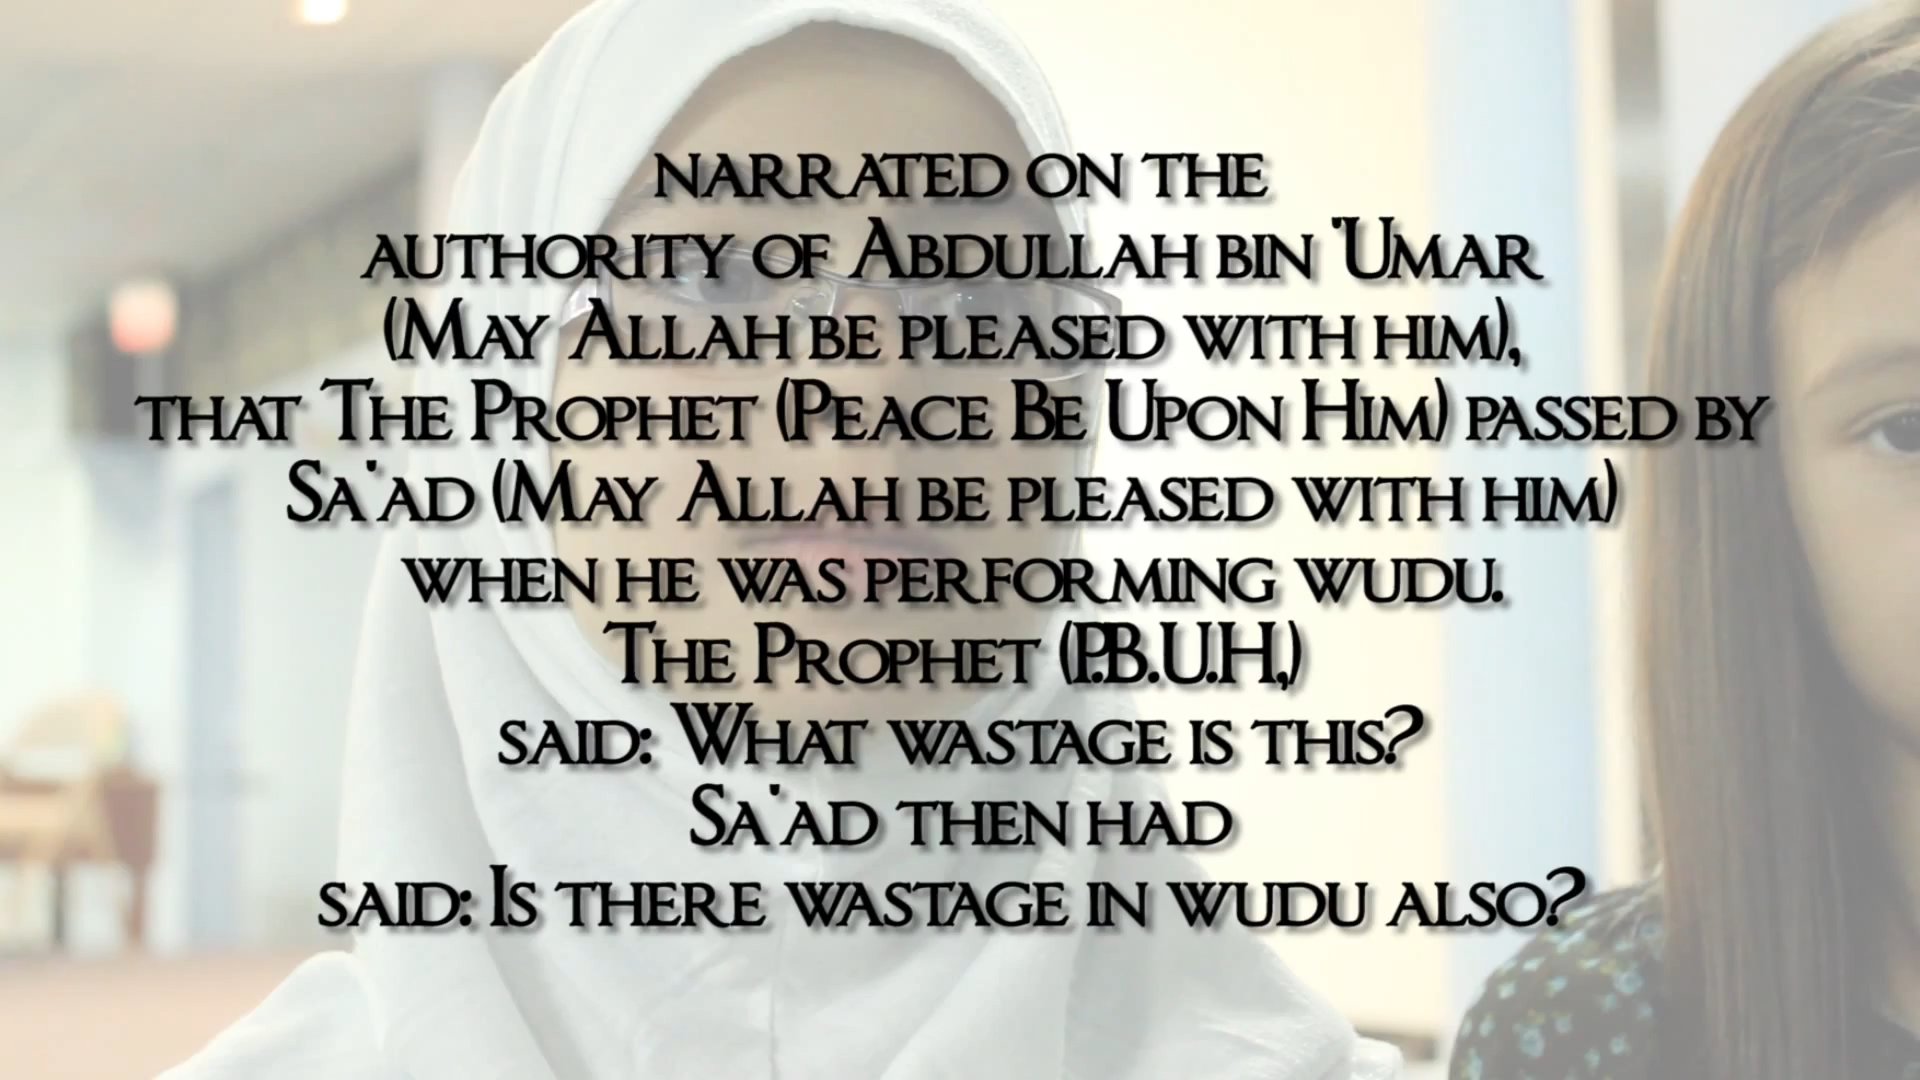 NARRATED ON THE
AUTHORITY OF ABDULLAH BIN 'UMAR
(MAY ALLAH BE PLEASED WITH HIM),
THAT THE PROPHET (PEACE BE UPON HIM) PASSED BY
SA'AD (MAY ALLAH BE PLEASED WITH HIM)
WHEN HE WAS PERFORMING WUDU.
THE PROPHET (P.B.U.H.,)
SAID: WHAT WASTAGE IS THIS?
SA'AD THEN HAD
SAID: IS THERE WASTAGE IN WUDU ALSO?